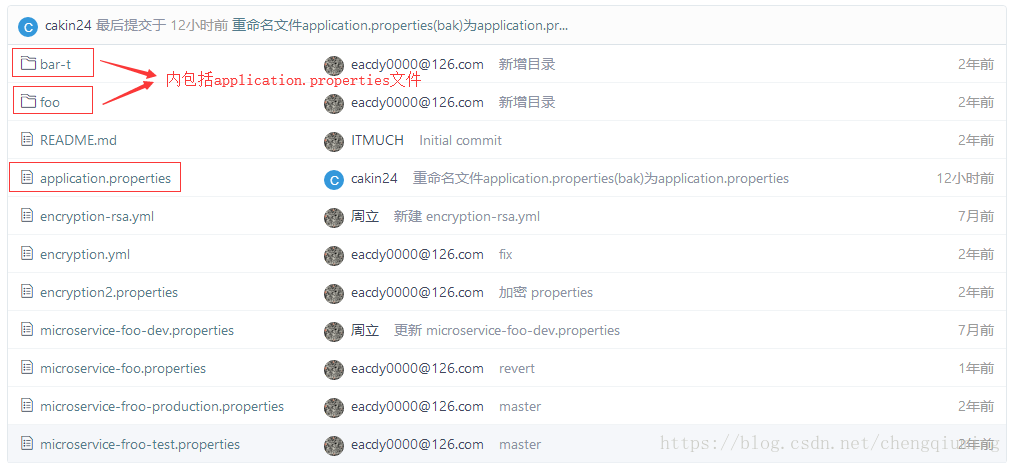 C cakin24 最后提交于 12小时前 重命名文件application.properties(bak)为application.pr...
bar-t eacdy0000@126.com 新增目录 2年前
内包括application.properties文件
foo eacdy0000@126.com 新增目录 2年前
README.md ITMUCH Initial commit 2年前
application.properties C cakin24 重命名文件application.properties(bak)为application.properties 12小时前
encryption-rsa.yml 周立 新建 encryption-rsa.yml 7月前
encryption.yml eacdy0000@126.com fix 2年前
encryption2.properties eacdy0000@126.com 加密 properties 2年前
microservice-foo-dev.properties 周立 更新 microservice-foo-dev.properties 7月前
microservice-foo.properties eacdy0000@126.com revert 1年前
microservice-froo-production.properties eacdy0000@126.com master 2年前
microservice-froo-test.properties eacdy0000@126.com master 2年前
https://blog.csdn.net/chengqiuming